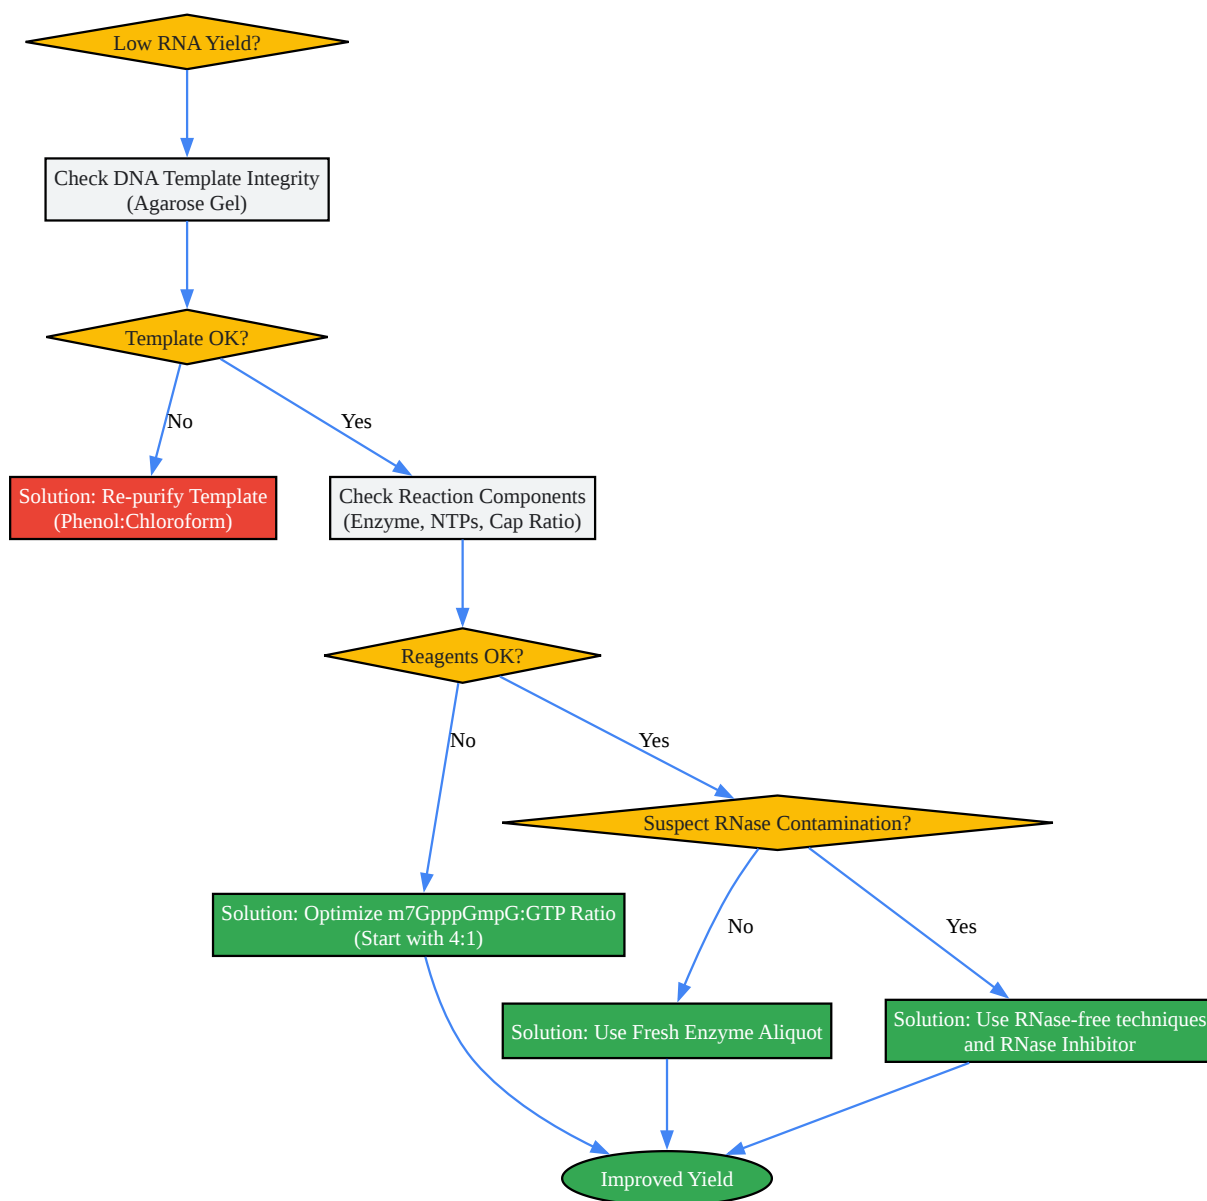 Low RNA Yield?
Check DNA Template Integrity
(Agarose Gel)
Template OK?
No
Yes
Solution: Re-purify Template
(Phenol:Chloroform)
Check Reaction Components
(Enzyme, NTPs, Cap Ratio)
Reagents OK?
No
Yes
Suspect RNase Contamination?
Solution: Optimize m7GpppGmpG:GTP Ratio
(Start with 4:1)
No
Yes
Solution: Use Fresh Enzyme Aliquot
Solution: Use RNase-free techniques
and RNase Inhibitor
Improved Yield